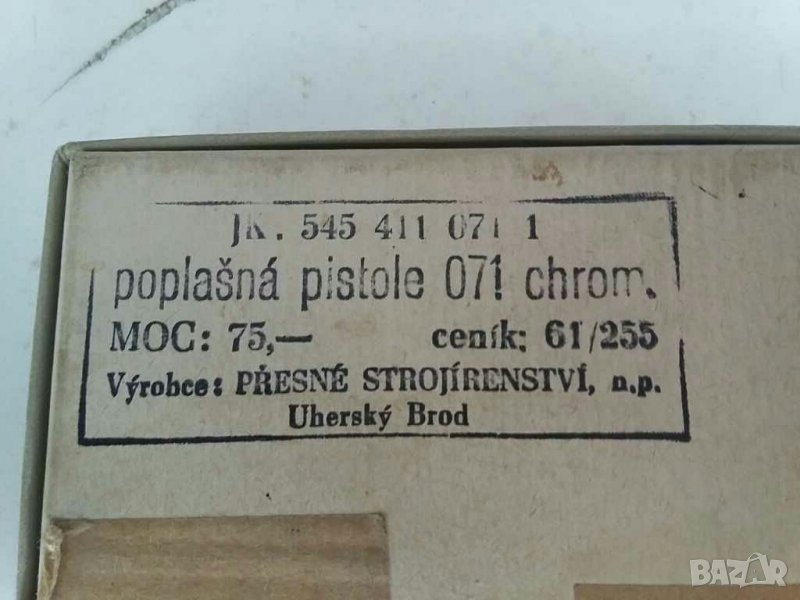 JK. 545 411 071 1
poplašná pistole 071 chrom.
MOC: 75,— ceník: 61/255
Výrobce: PŘESNÉ STROJÍRENSTVÍ, n.p.
Uherský Brod
BAZAR